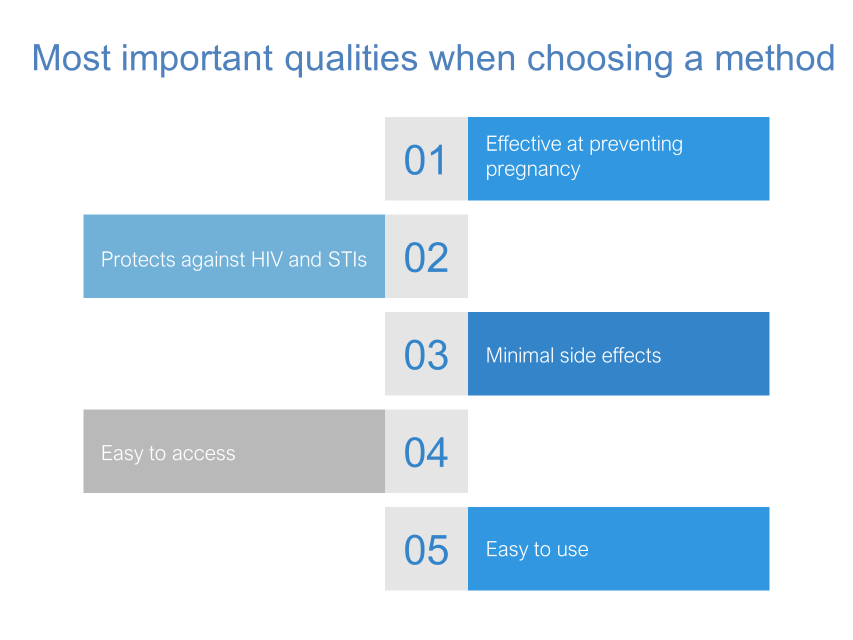 Most important qualities when choosing a method
01
Effective at preventing
pregnancy
Protects against HIV and STIs
02
03
Minimal side effects
Easy to access
04
05
Easy to use